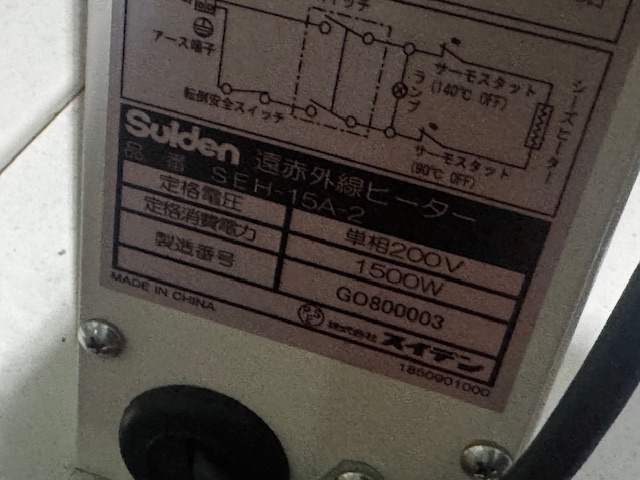 スイッチ
アース端子
サーモスタット
(140℃ OFF)
シーズヒーター
ランプ
転倒安全スイッチ
サーモスタット
(90℃ OFF)
Suiden 遠赤外線ヒーター
品番 SEH-15A-2
定格電圧 単相200V
定格消費電力 1500W
製造番号 GO800003
MADE IN CHINA
PSE 株式会社 スイデン
1850901000